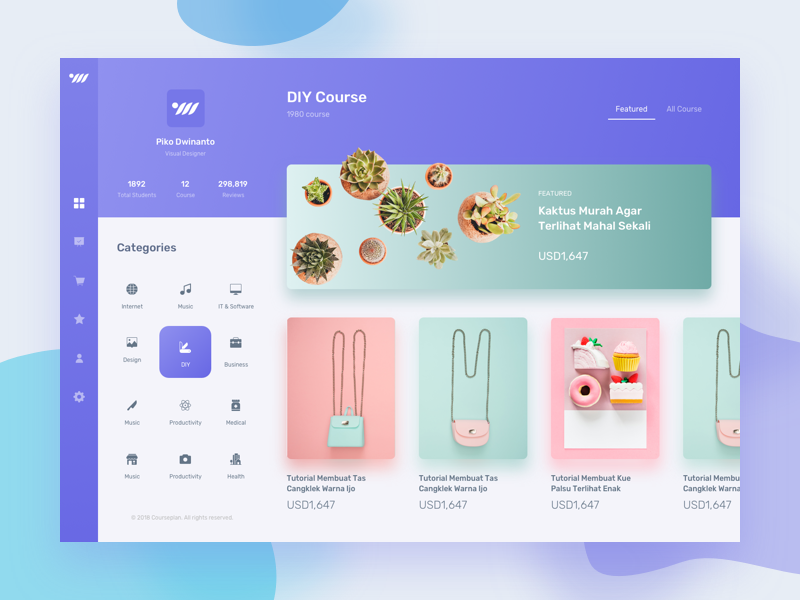 Piko Dwinanto
Visual Designer
1892
Total Students
12
Course
298,819
Reviews
DIY Course
1980 course
Featured
All Course
FEATURED
Kaktus Murah Agar
Terlihat Mahal Sekali
USD1,647
Categories
Internet
Music
IT & Software
Design
DIY
Business
Music
Productivity
Medical
Music
Productivity
Health
© 2018 Coursesian. All rights reserved.
Tutorial Membuat Tas
Cangklek Warna Ijo
USD1,647
Tutorial Membuat Tas
Cangklek Warna Ijo
USD1,647
Tutorial Membuat Kue
Palsu Terlihat Enak
USD1,647
Tutorial Membu
Cangklek Warna
USD1,647